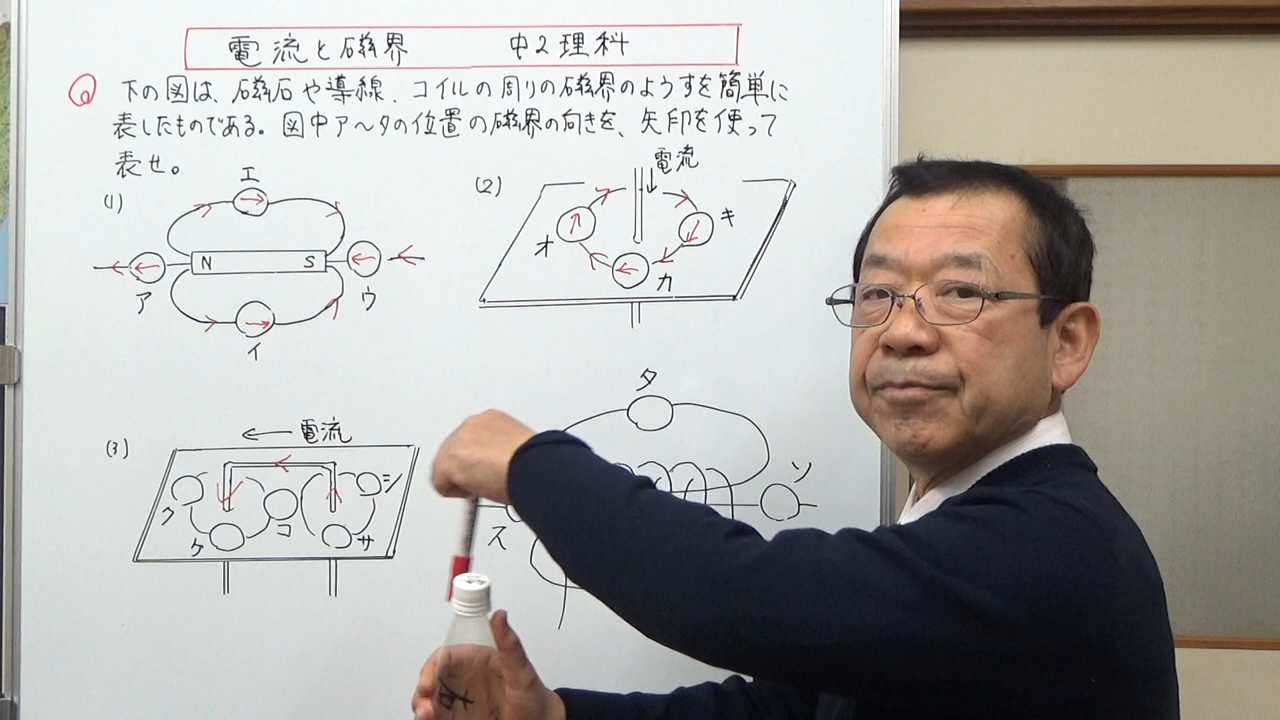 電流と磁界 中2理科
Q 下の図は、磁石や導線、コイルの周りの磁界のようすを簡単に
表したものである。図中ア〜タの位置の磁界の向きを、矢印を使って
表せ。
(1)
エ
N S
ア
ウ
イ
(2)
電流
オ
キ
カ
(3)
電流
ク
ケ
コ
サ
シ
タ
ソ
ス